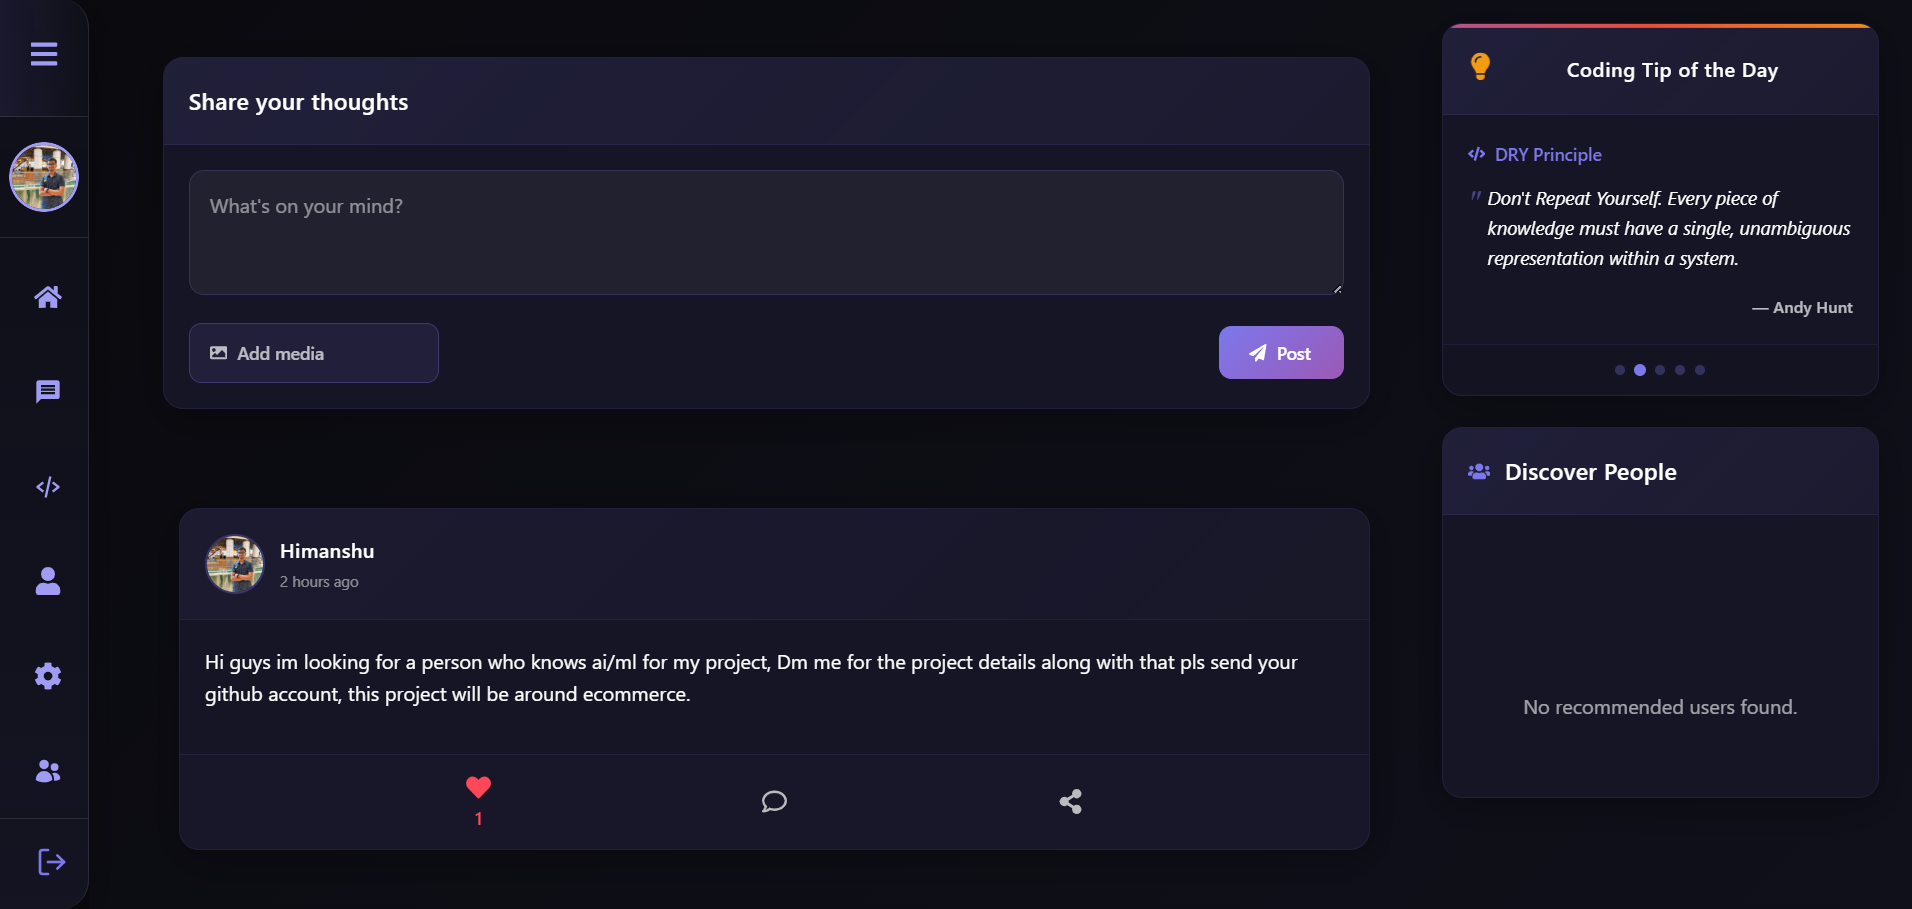 Share your thoughts
What's on your mind?
Add media
Post
Himanshu
2 hours ago
Hi guys im looking for a person who knows ai/ml for my project, Dm me for the project details along with that pls send your
github account, this project will be around ecommerce.
1
Coding Tip of the Day
DRY Principle
" Don't Repeat Yourself. Every piece of
knowledge must have a single, unambiguous
representation within a system.
— Andy Hunt
Discover People
No recommended users found.